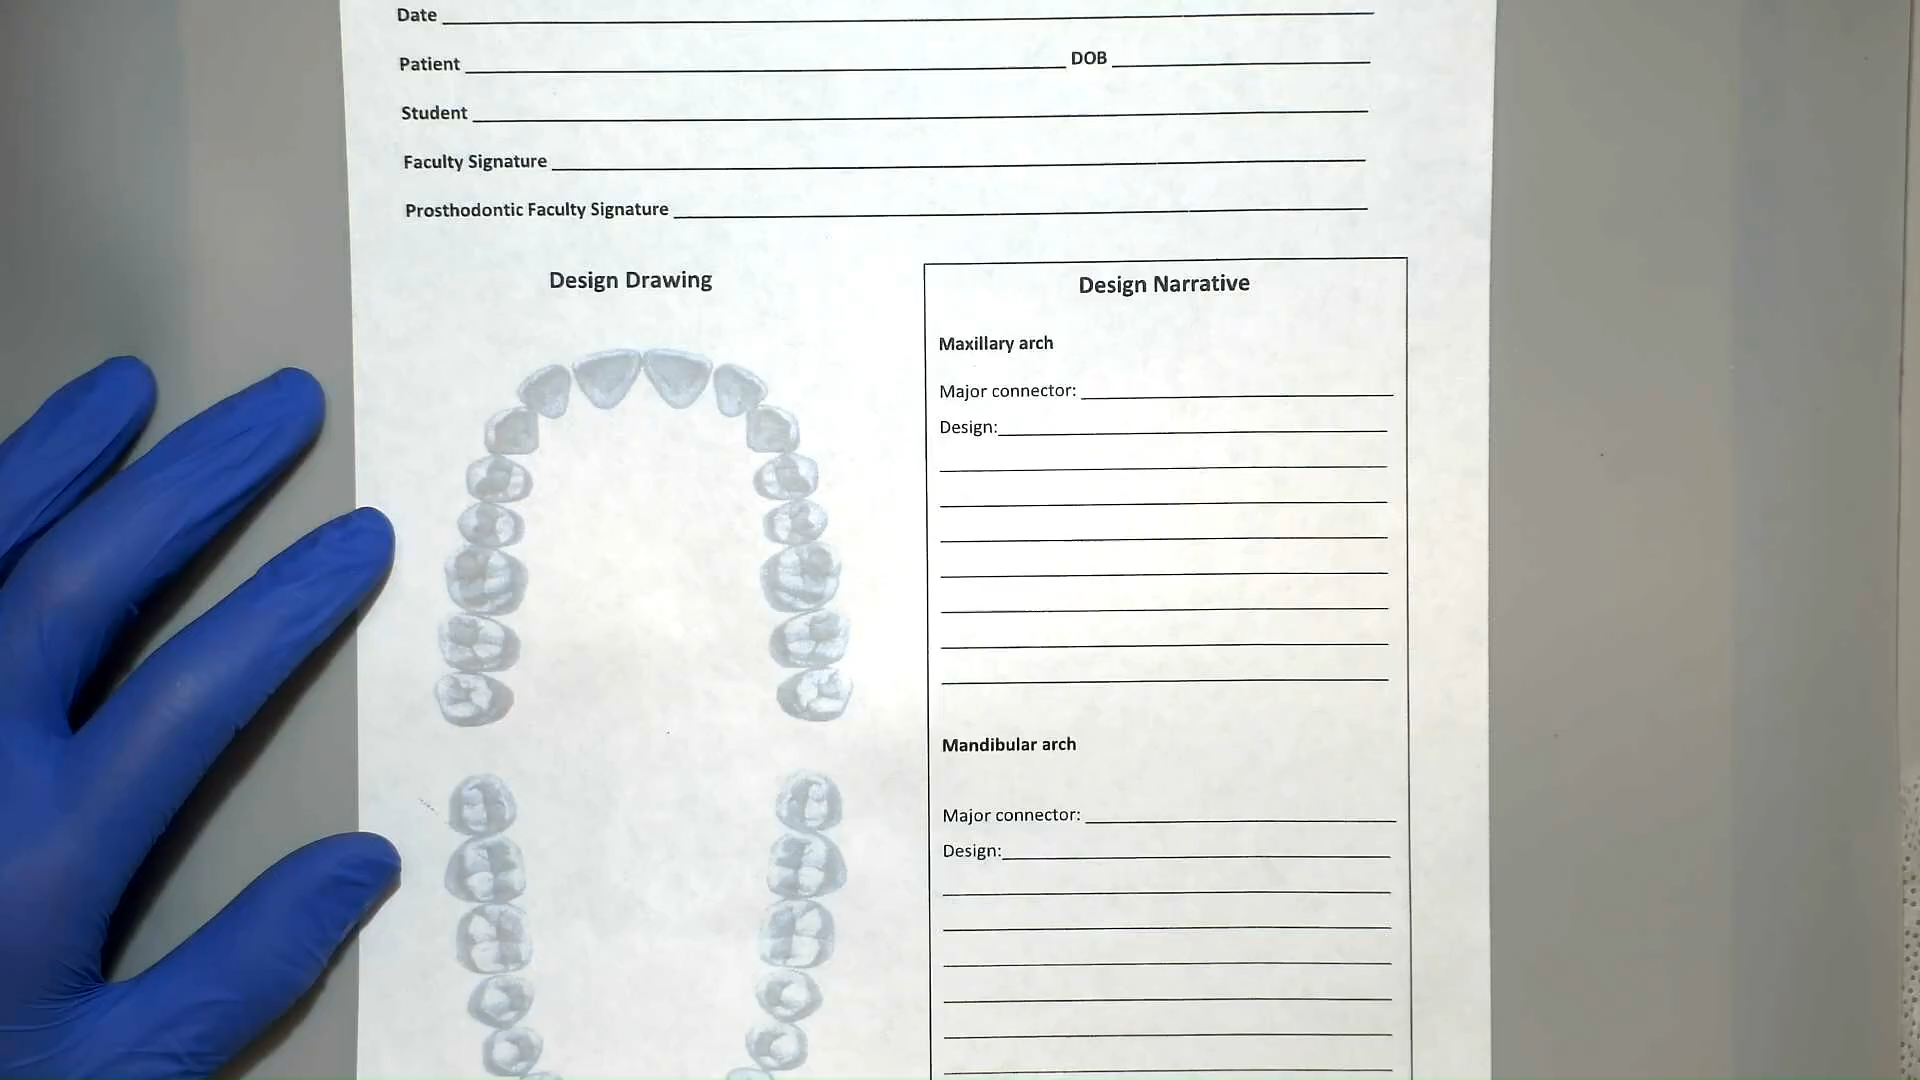 Date
Patient DOB
Student
Faculty Signature
Prosthodontic Faculty Signature
Design Drawing
Design Narrative
Maxillary arch
Major connector:
Design:
Mandibular arch
Major connector:
Design: